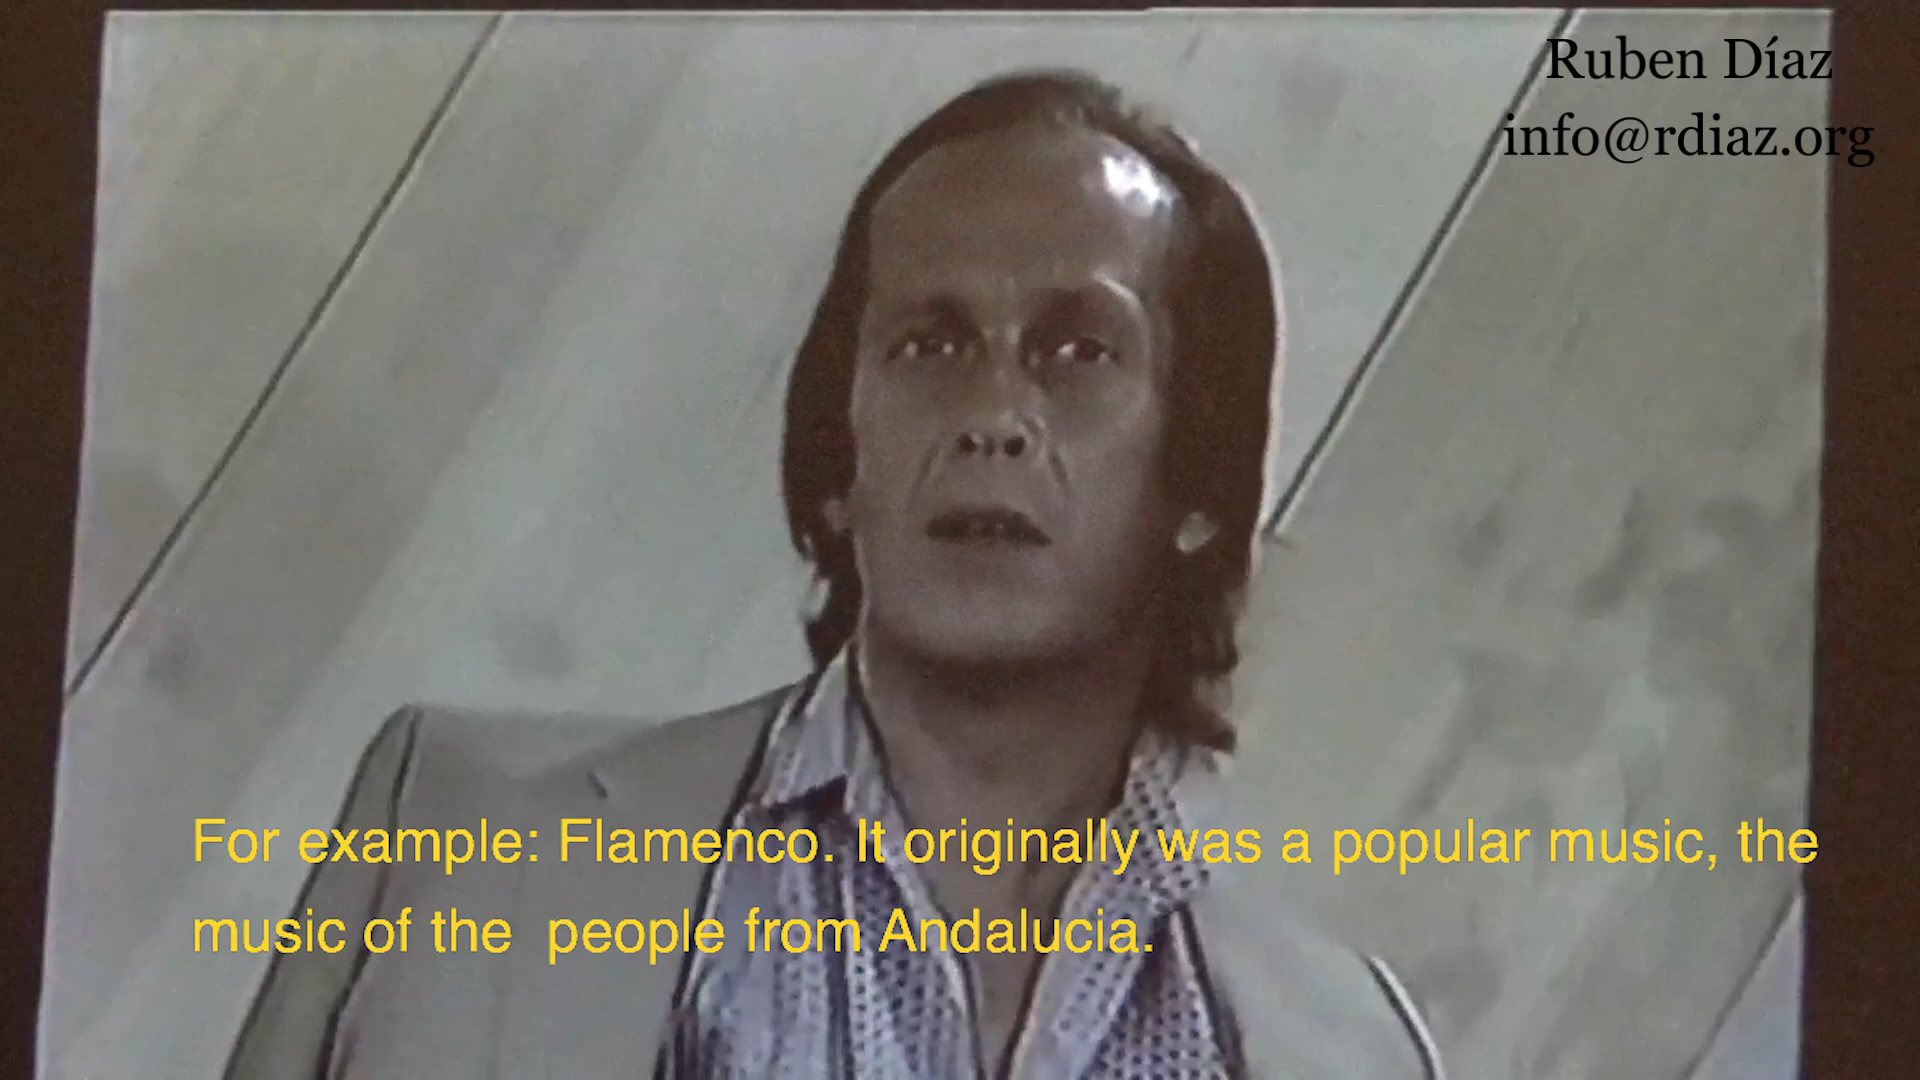 Ruben Díaz
info@rdiaz.org
For example: Flamenco. It originally was a popular music, the
music of the  people from Andalucia.